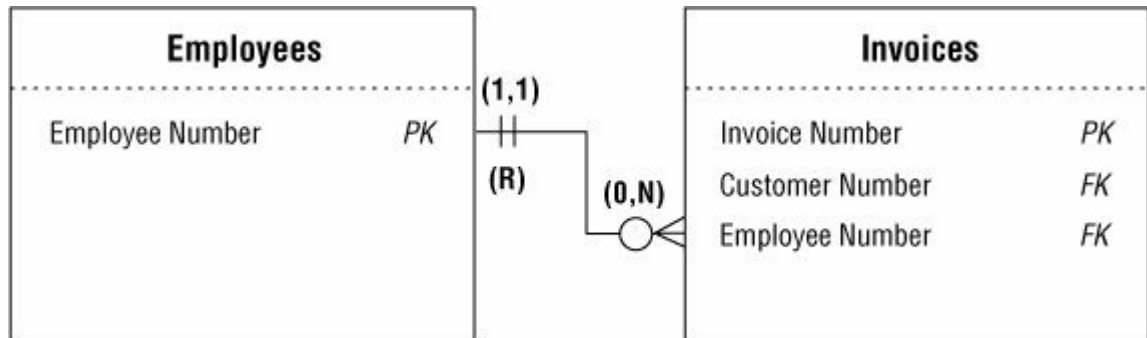 Employees
Employee Number PK
(1,1)
(R)
(0,N)
Invoices
Invoice Number PK
Customer Number FK
Employee Number FK